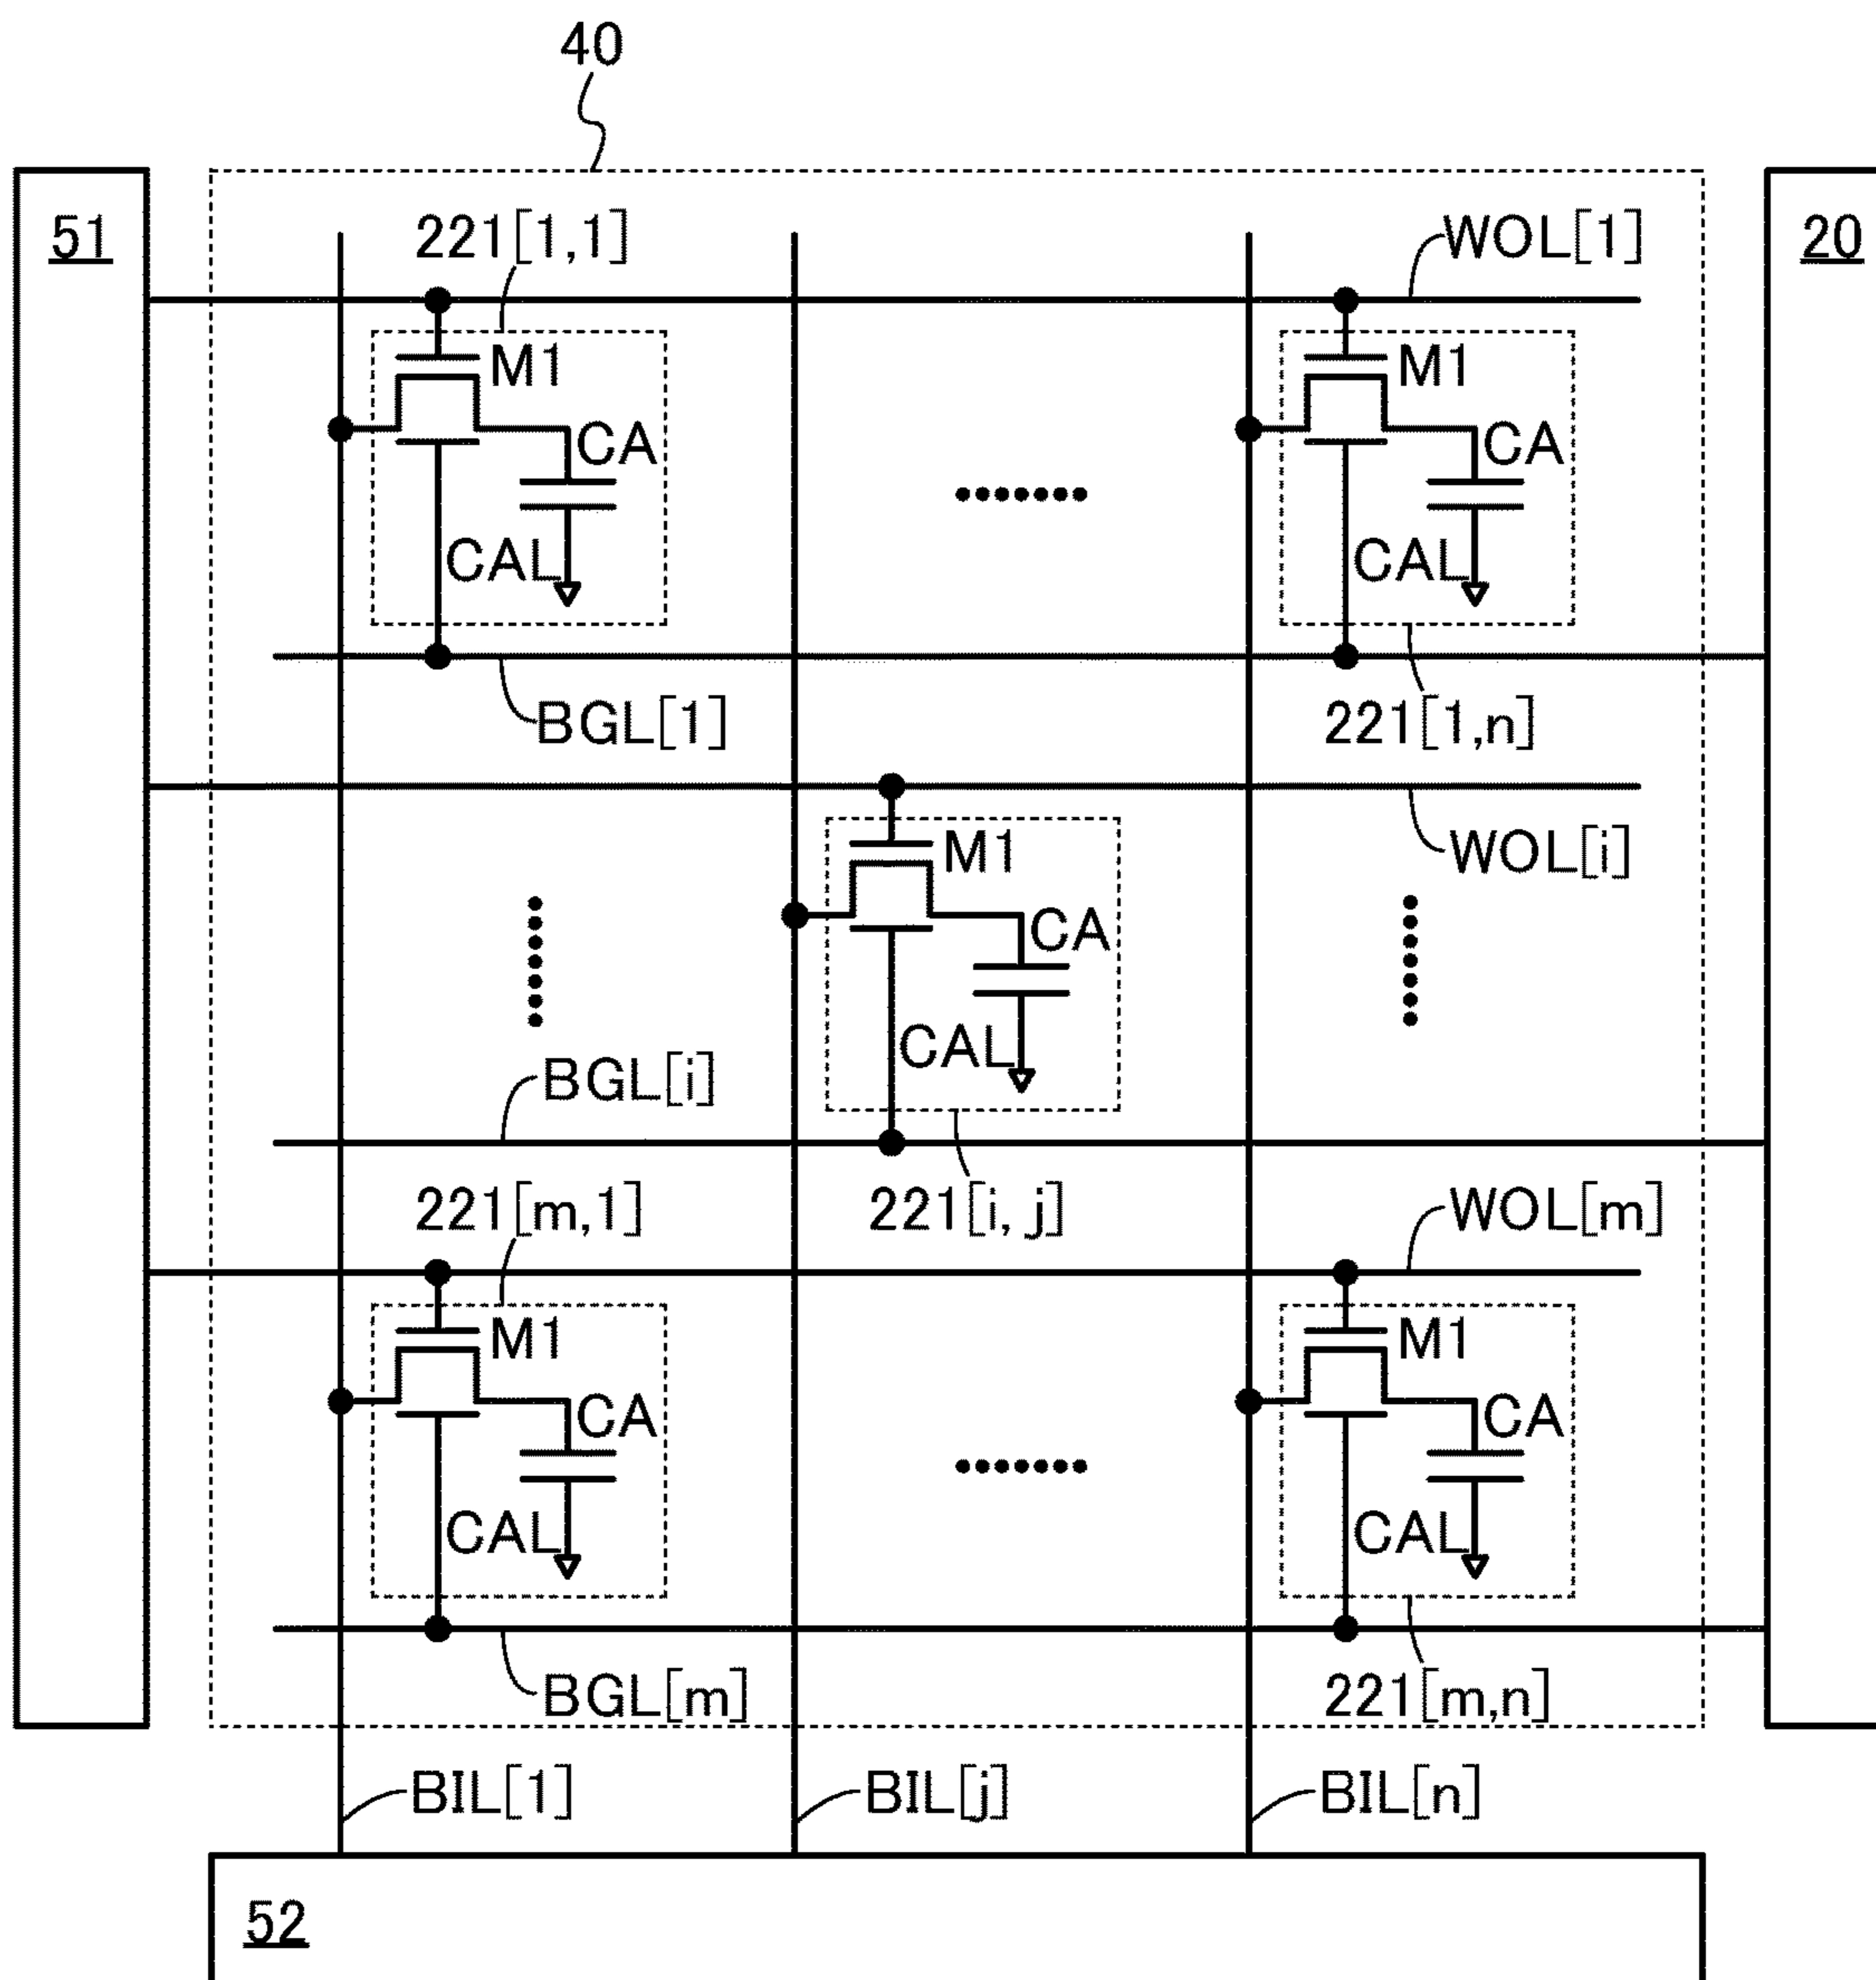 40
51
221[1,1]
WOL[1]
20
M1
M1
CA
CA
CAL
CAL
BGL[1]
221[1,n]
M1
WOL[i]
CA
CAL
BGL[i]
221[m,1]
221[i, j]
WOL[m]
M1
M1
CA
CA
CAL
CAL
BGL[m]
221[m,n]
BIL[1]
BIL[j]
BIL[n]
52